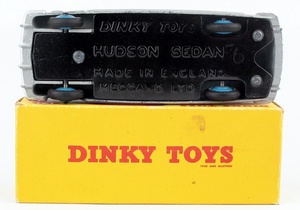 DINKY TOYS
HUDSON SEDAN
MADE IN ENGLAND
MECCANO LTD
DINKY TOYS